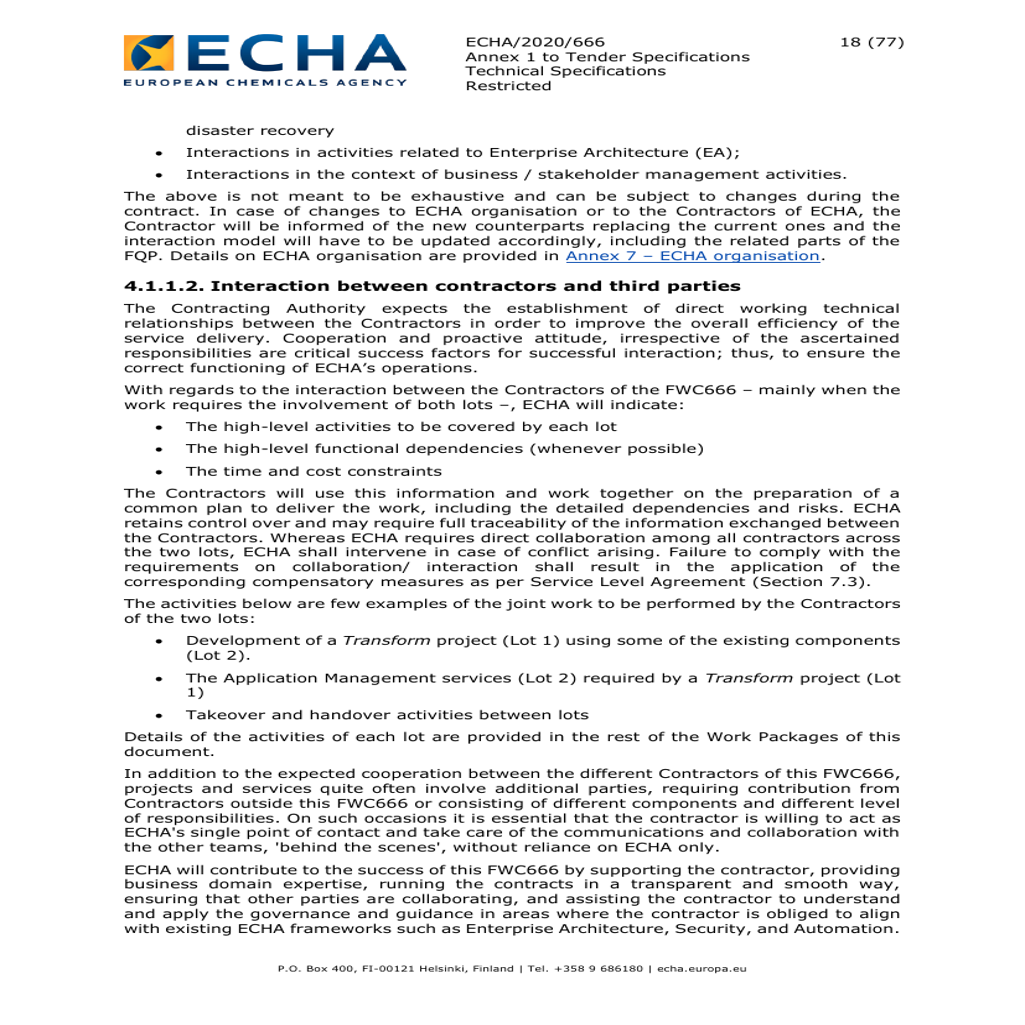 ECHA
EUROPEAN CHEMICALS AGENCY
ECHA/2020/666
Annex 1 to Tender Specifications
Technical Specifications
Restricted
18 (77)
disaster recovery
• Interactions in activities related to Enterprise Architecture (EA);
• Interactions in the context of business / stakeholder management activities.
The above is not meant to be exhaustive and can be subject to changes during the
contract. In case of changes to ECHA organisation or to the Contractors of ECHA, the
Contractor will be informed of the new counterparts replacing the current ones and the
interaction model will have to be updated accordingly, including the related parts of the
FQP. Details on ECHA organisation are provided in Annex 7 – ECHA organisation.
4.1.1.2. Interaction between contractors and third parties
The Contracting Authority expects the establishment of direct working technical
relationships between the Contractors in order to improve the overall efficiency of the
service delivery. Cooperation and proactive attitude, irrespective of the ascertained
responsibilities are critical success factors for successful interaction; thus, to ensure the
correct functioning of ECHA’s operations.
With regards to the interaction between the Contractors of the FWC666 – mainly when the
work requires the involvement of both lots –, ECHA will indicate:
• The high-level activities to be covered by each lot
• The high-level functional dependencies (whenever possible)
• The time and cost constraints
The Contractors will use this information and work together on the preparation of a
common plan to deliver the work, including the detailed dependencies and risks. ECHA
retains control over and may require full traceability of the information exchanged between
the Contractors. Whereas ECHA requires direct collaboration among all contractors across
the two lots, ECHA shall intervene in case of conflict arising. Failure to comply with the
requirements on collaboration/ interaction shall result in the application of the
corresponding compensatory measures as per Service Level Agreement (Section 7.3).
The activities below are few examples of the joint work to be performed by the Contractors
of the two lots:
• Development of a Transform project (Lot 1) using some of the existing components
(Lot 2).
• The Application Management services (Lot 2) required by a Transform project (Lot
1)
• Takeover and handover activities between lots
Details of the activities of each lot are provided in the rest of the Work Packages of this
document.
In addition to the expected cooperation between the different Contractors of this FWC666,
projects and services quite often involve additional parties, requiring contribution from
Contractors outside this FWC666 or consisting of different components and different level
of responsibilities. On such occasions it is essential that the contractor is willing to act as
ECHA's single point of contact and take care of the communications and collaboration with
the other teams, 'behind the scenes', without reliance on ECHA only.
ECHA will contribute to the success of this FWC666 by supporting the contractor, providing
business domain expertise, running the contracts in a transparent and smooth way,
ensuring that other parties are collaborating, and assisting the contractor to understand
and apply the governance and guidance in areas where the contractor is obliged to align
with existing ECHA frameworks such as Enterprise Architecture, Security, and Automation.
P.O. Box 400, FI-00121 Helsinki, Finland | Tel. +358 9 686180 | echa.europa.eu